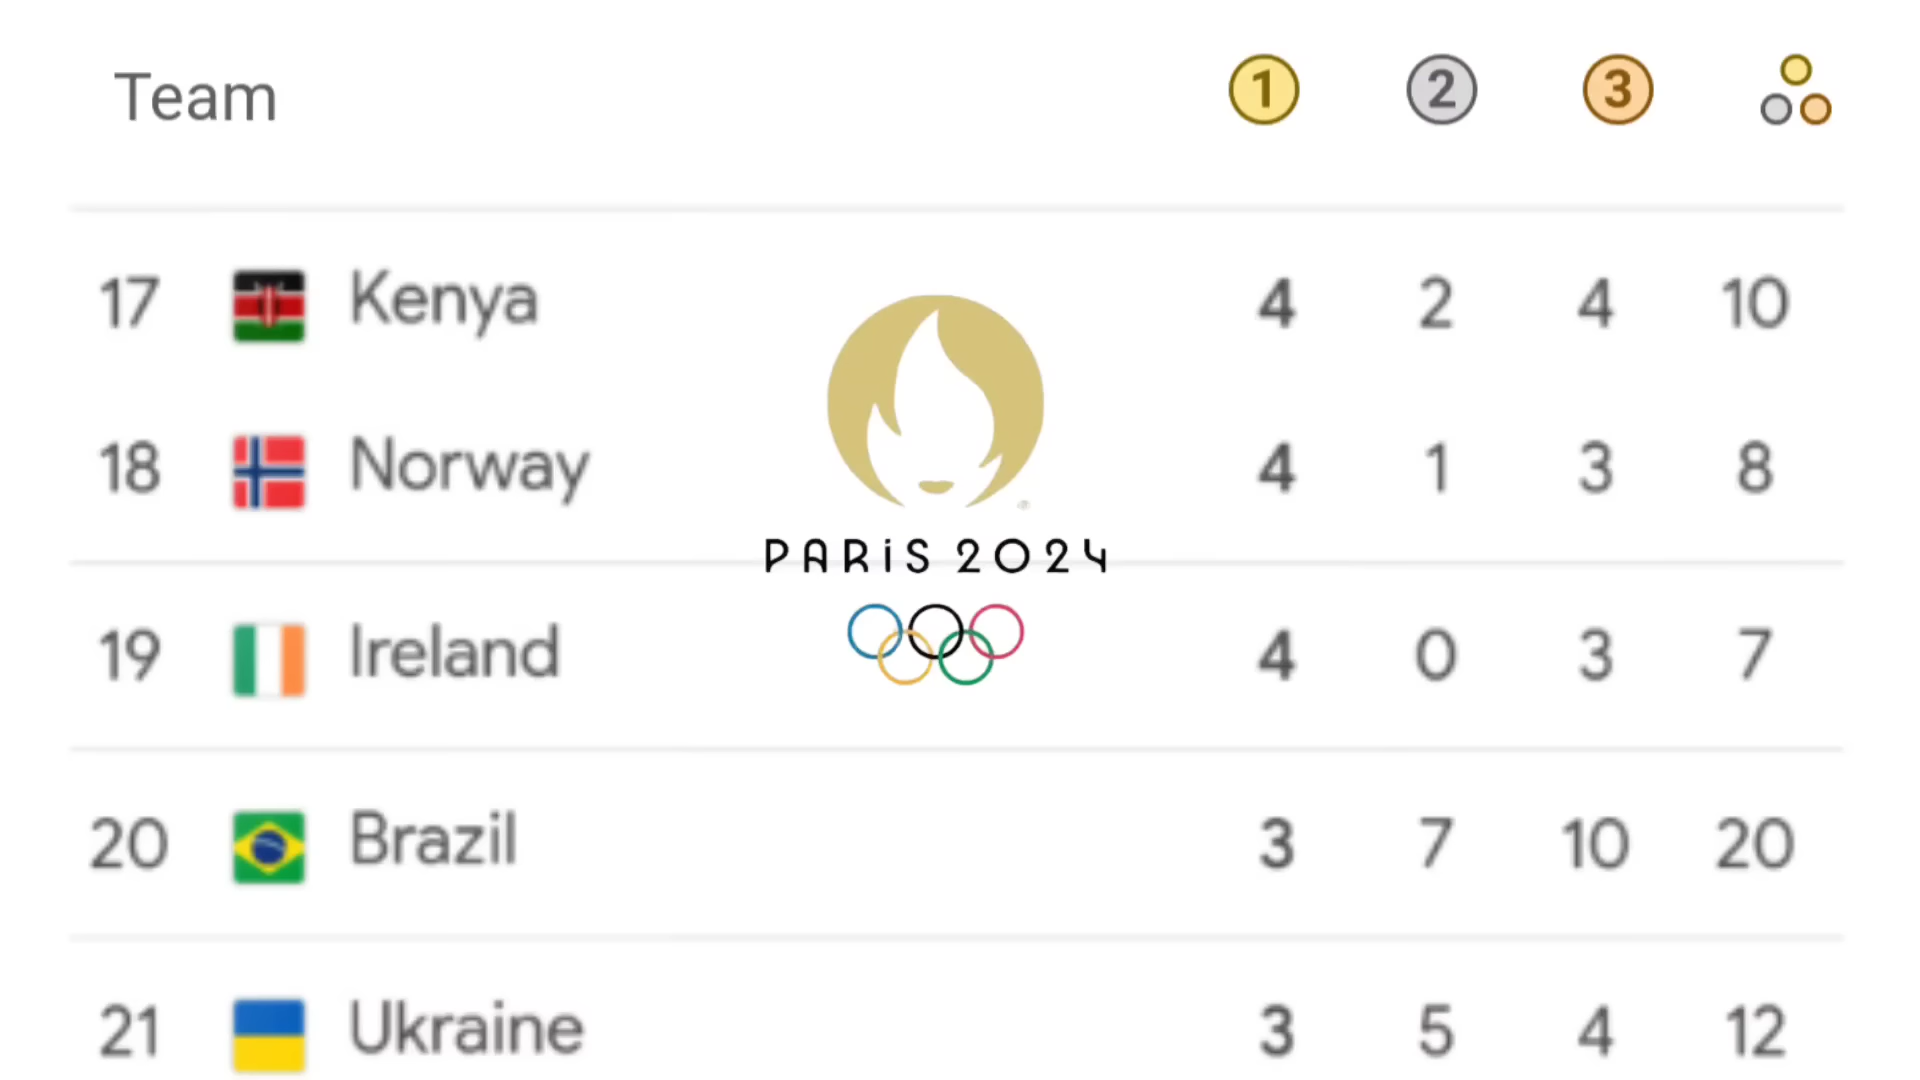 Team 1 2 3
17 Kenya 4 2 4 10
18 Norway 4 1 3 8
PARIS 2024
19 Ireland 4 0 3 7
20 Brazil 3 7 10 20
21 Ukraine 3 5 4 12